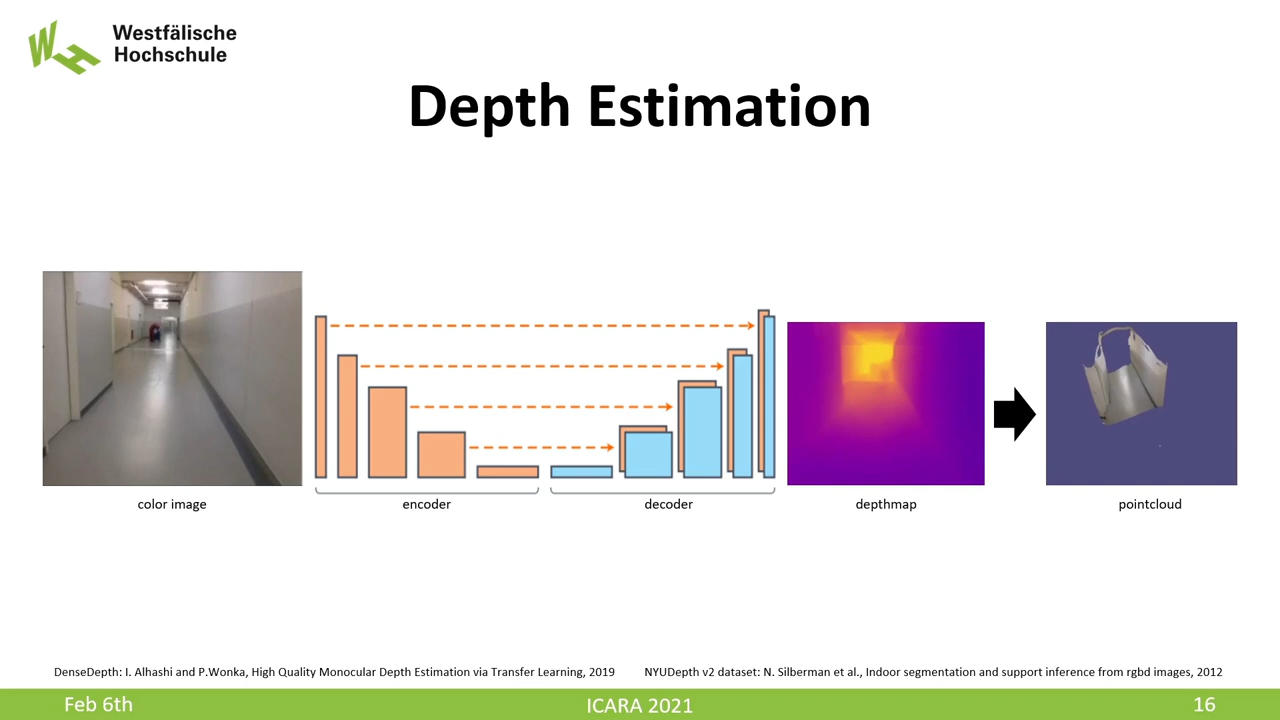 Westfälische
Hochschule
Depth Estimation
color image
encoder
decoder
depthmap
pointcloud
DenseDepth: I. Alhashi and P.Wonka, High Quality Monocular Depth Estimation via Transfer Learning, 2019
NYUDepth v2 dataset: N. Silberman et al., Indoor segmentation and support inference from rgbd images, 2012
Feb 6th
ICARA 2021
16